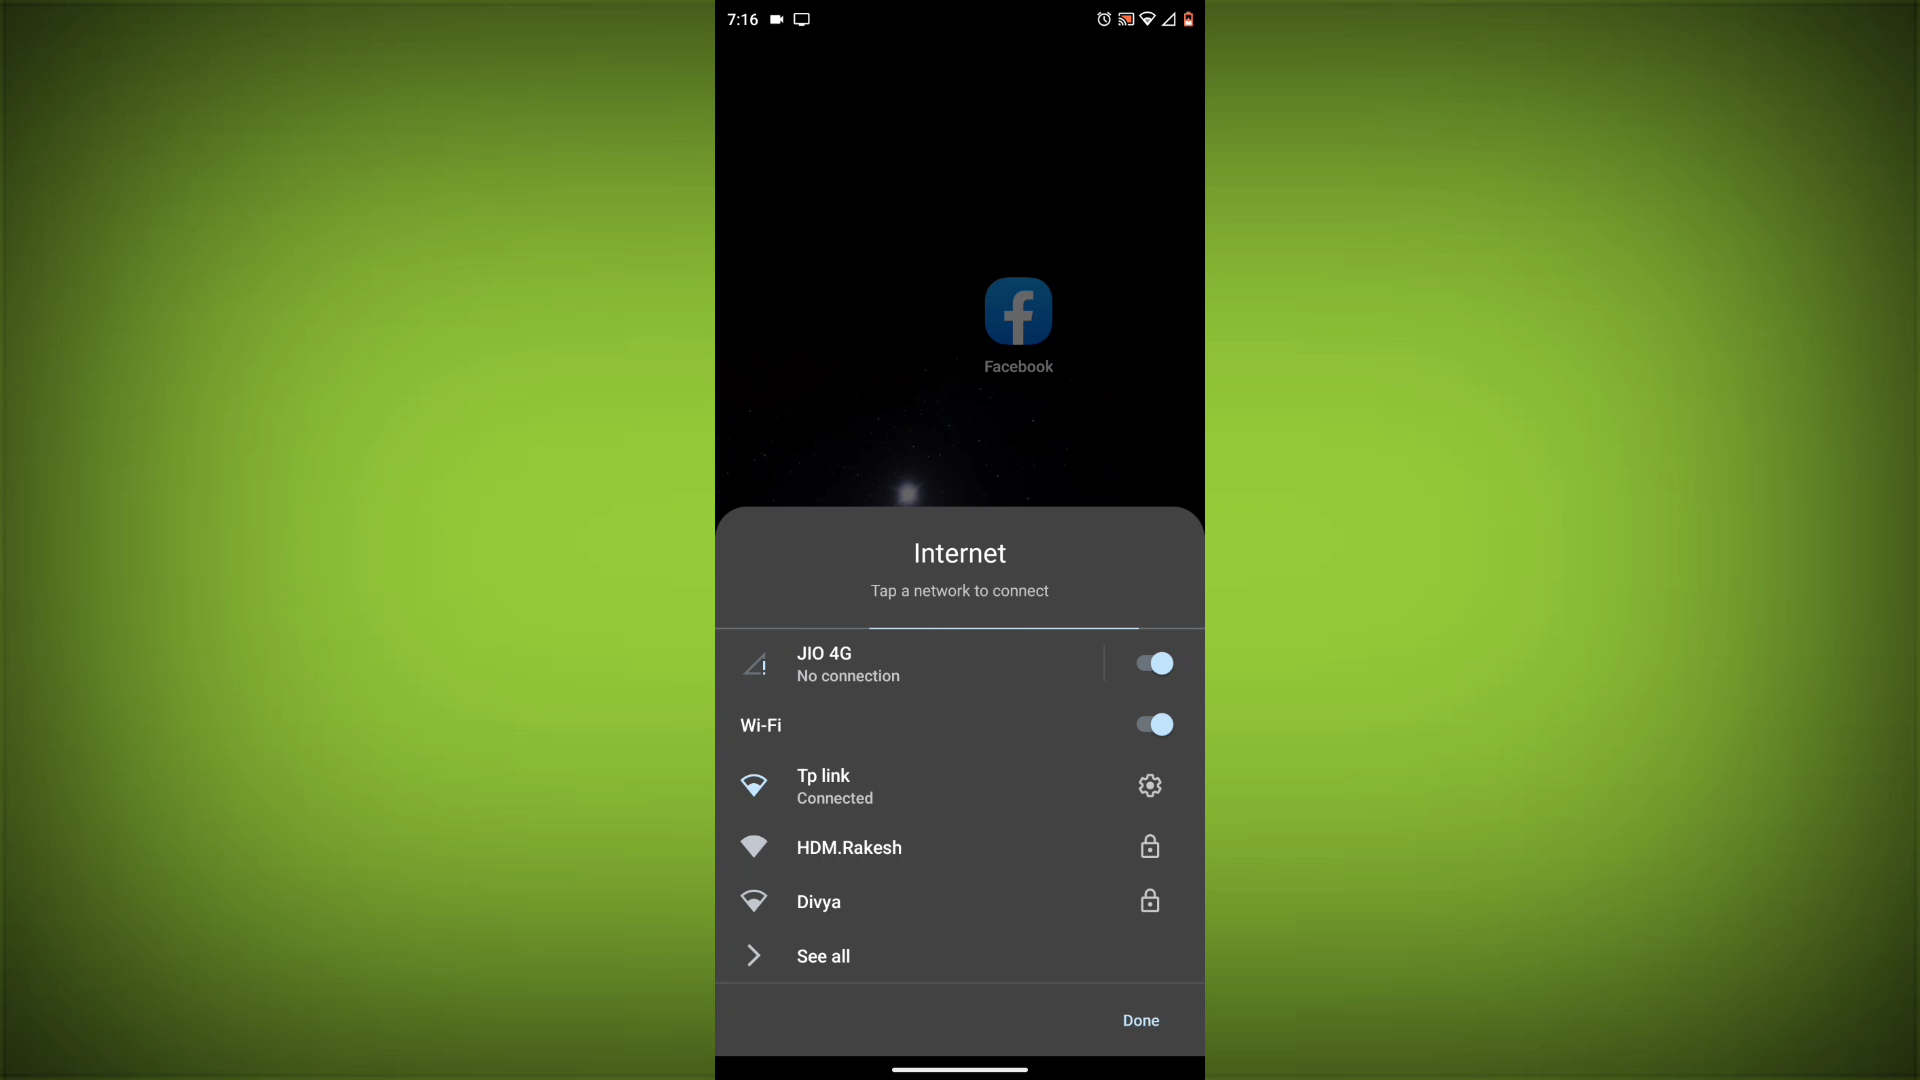 7:16
Facebook
Internet
Tap a network to connect
JIO 4G
No connection
Wi-Fi
Tp link
Connected
HDM.Rakesh
Divya
See all
Done